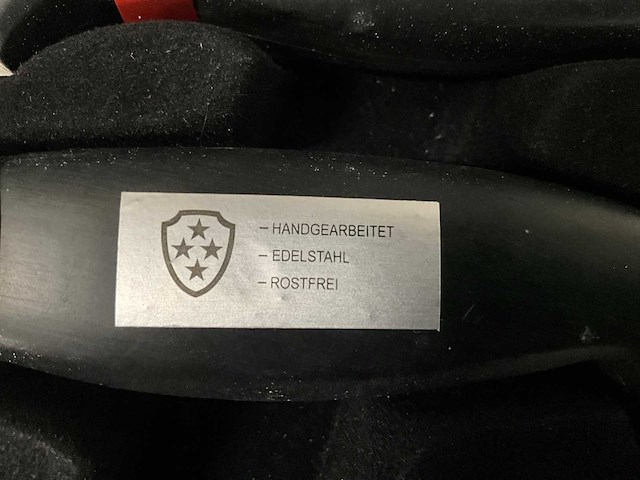 – HANDGEARBEITET
– EDELSTAHL
– ROSTFREI